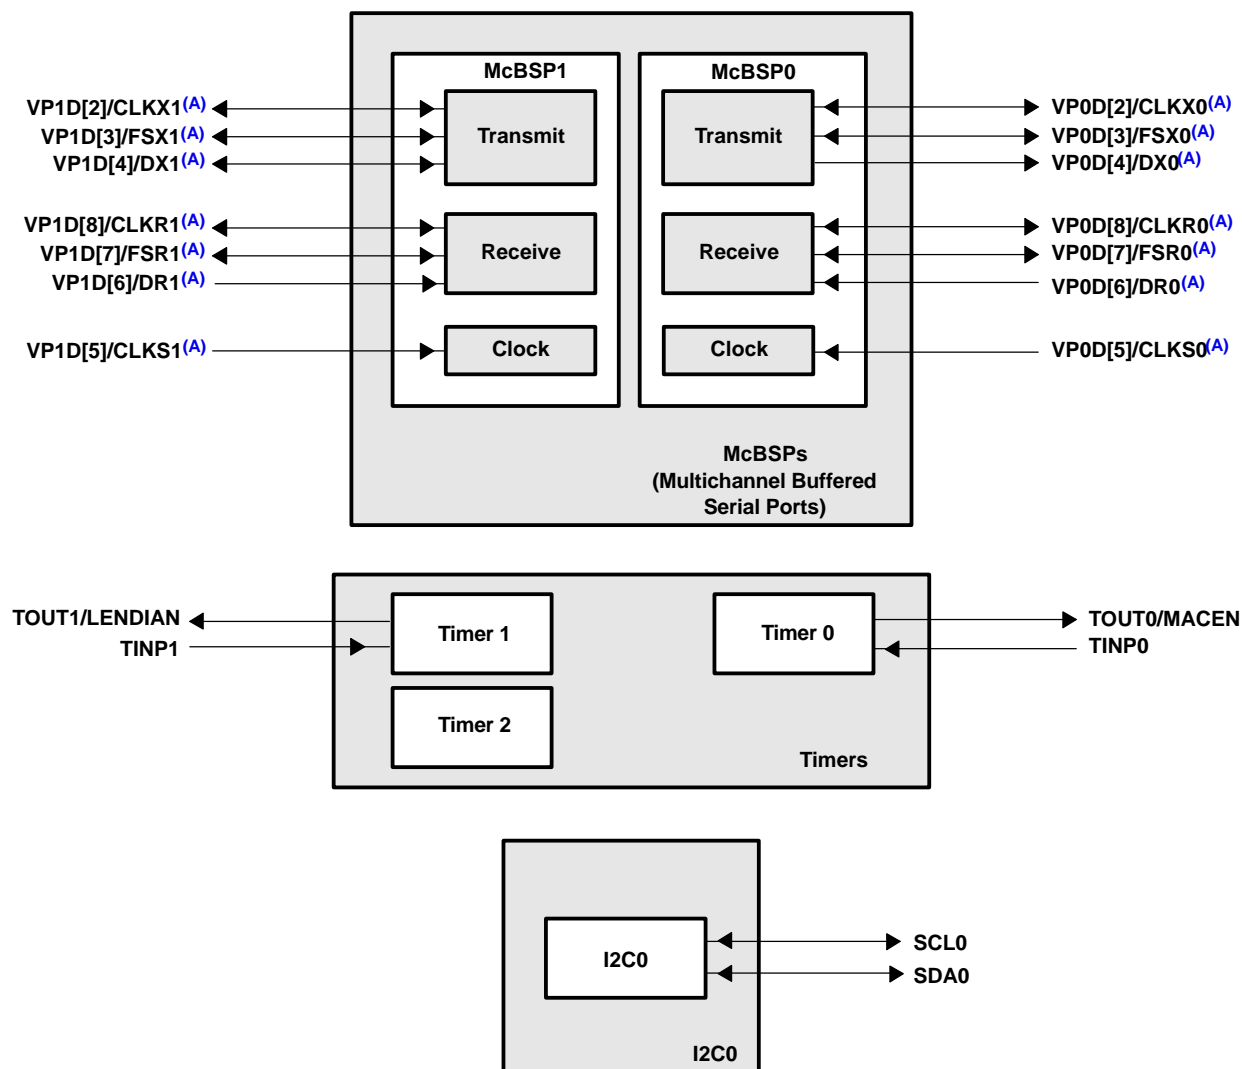 McBSP1
McBSP0
VP1D[2]/CLKX1(A)
VP1D[3]/FSX1(A)
VP1D[4]/DX1(A)
Transmit
Transmit
VP0D[2]/CLKX0(A)
VP0D[3]/FSX0(A)
VP0D[4]/DX0(A)
VP1D[8]/CLKR1(A)
VP1D[7]/FSR1(A)
VP1D[6]/DR1(A)
Receive
Receive
VP0D[8]/CLKR0(A)
VP0D[7]/FSR0(A)
VP0D[6]/DR0(A)
VP1D[5]/CLKS1(A)
Clock
Clock
VP0D[5]/CLKS0(A)
McBSPs
(Multichannel Buffered
Serial Ports)
TOUT1/LENDIAN
TINP1
Timer 1
Timer 0
TOUT0/MACEN
TINP0
Timer 2
Timers
I2C0
SCL0
SDA0
I2C0